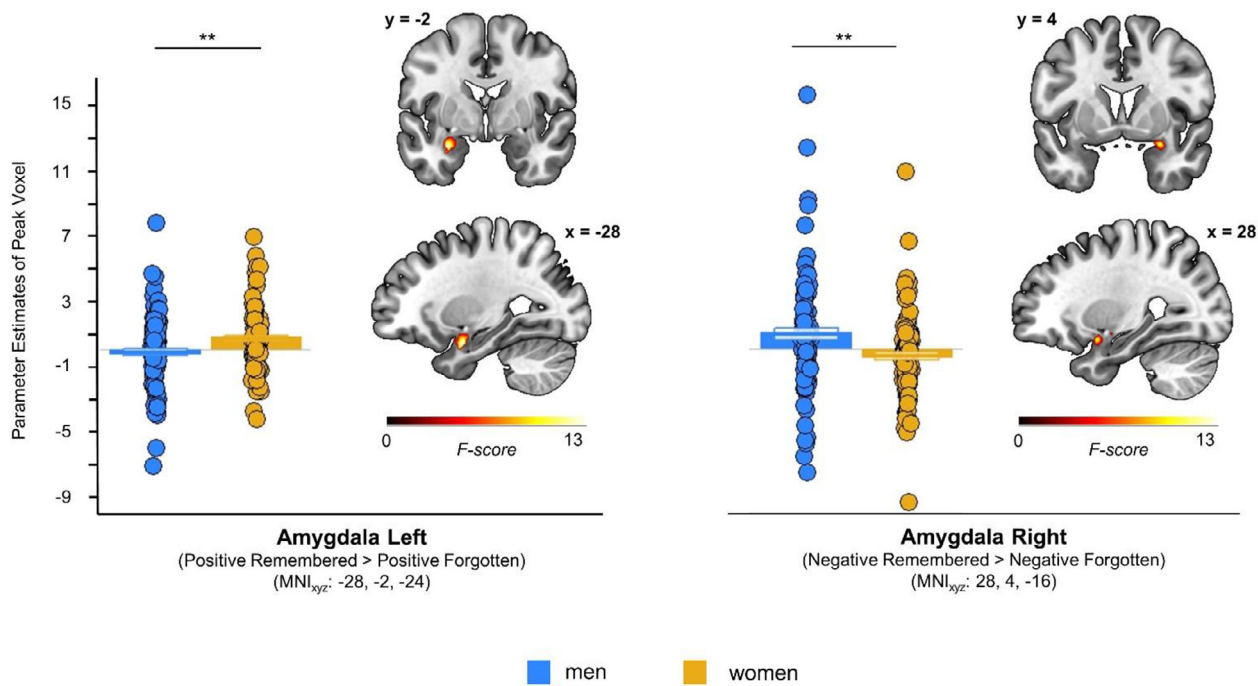 **
y = -2
y = 4
**
Parameter Estimates of Peak Voxel
15
11
7
3
-1
-5
-9
x = -28
x = 28
0
13
F-score
0
13
F-score
Amygdala Left
(Positive Remembered > Positive Forgotten)
(MNIxyz: -28, -2, -24)
Amygdala Right
(Negative Remembered > Negative Forgotten)
(MNIxyz: 28, 4, -16)
men
women